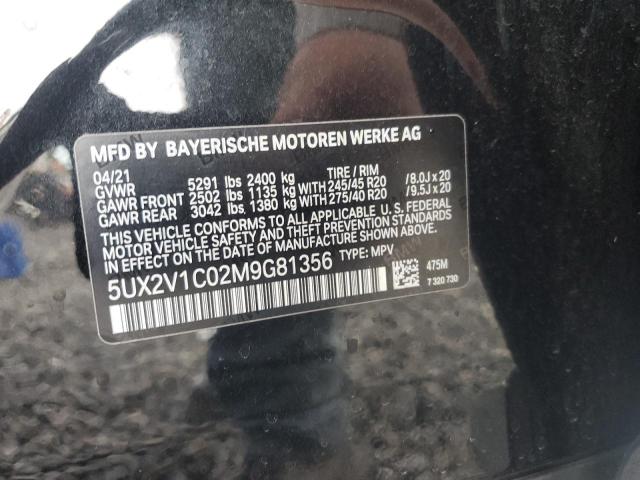 MFD BY BAYERISCHE MOTOREN WERKE AG
04/21 TIRE / RIM
GVWR 5291 lbs 2400 kg
GAWR FRONT 2502 lbs 1135 kg WITH 245/45 R20 /8.0J x 20
GAWR REAR 3042 lbs 1380 kg WITH 275/40 R20 /9.5J x 20
THIS VEHICLE CONFORMS TO ALL APPLICABLE U.S. FEDERAL
MOTOR VEHICLE SAFETY, BUMPER, AND THEFT PREVENTION STANDARDS
IN EFFECT ON THE DATE OF MANUFACTURE SHOWN ABOVE.
5UX2V1C02M9G81356 TYPE: MPV
475M
7 320 730